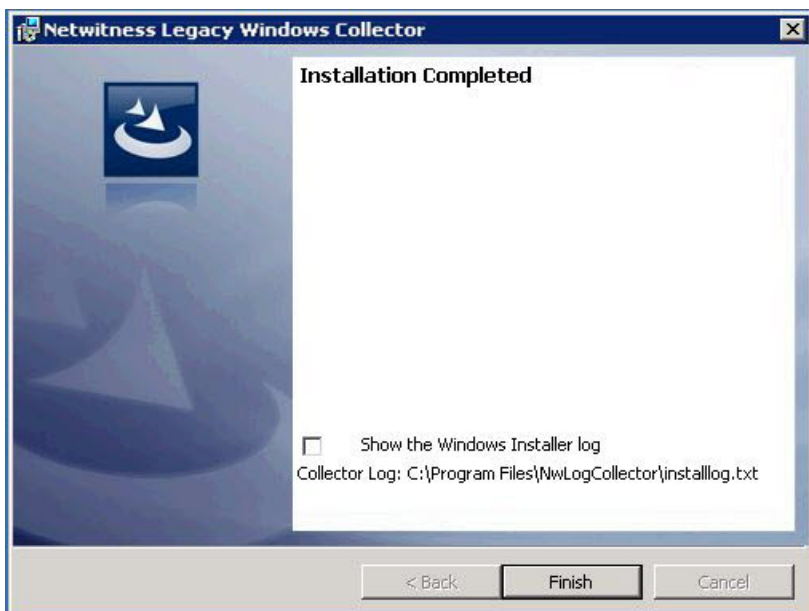 Netwitness Legacy Windows Collector
Installation Completed
Show the Windows Installer log
Collector Log: C:\Program Files\NwLogCollector\installlog.txt
< Back
Finish
Cancel